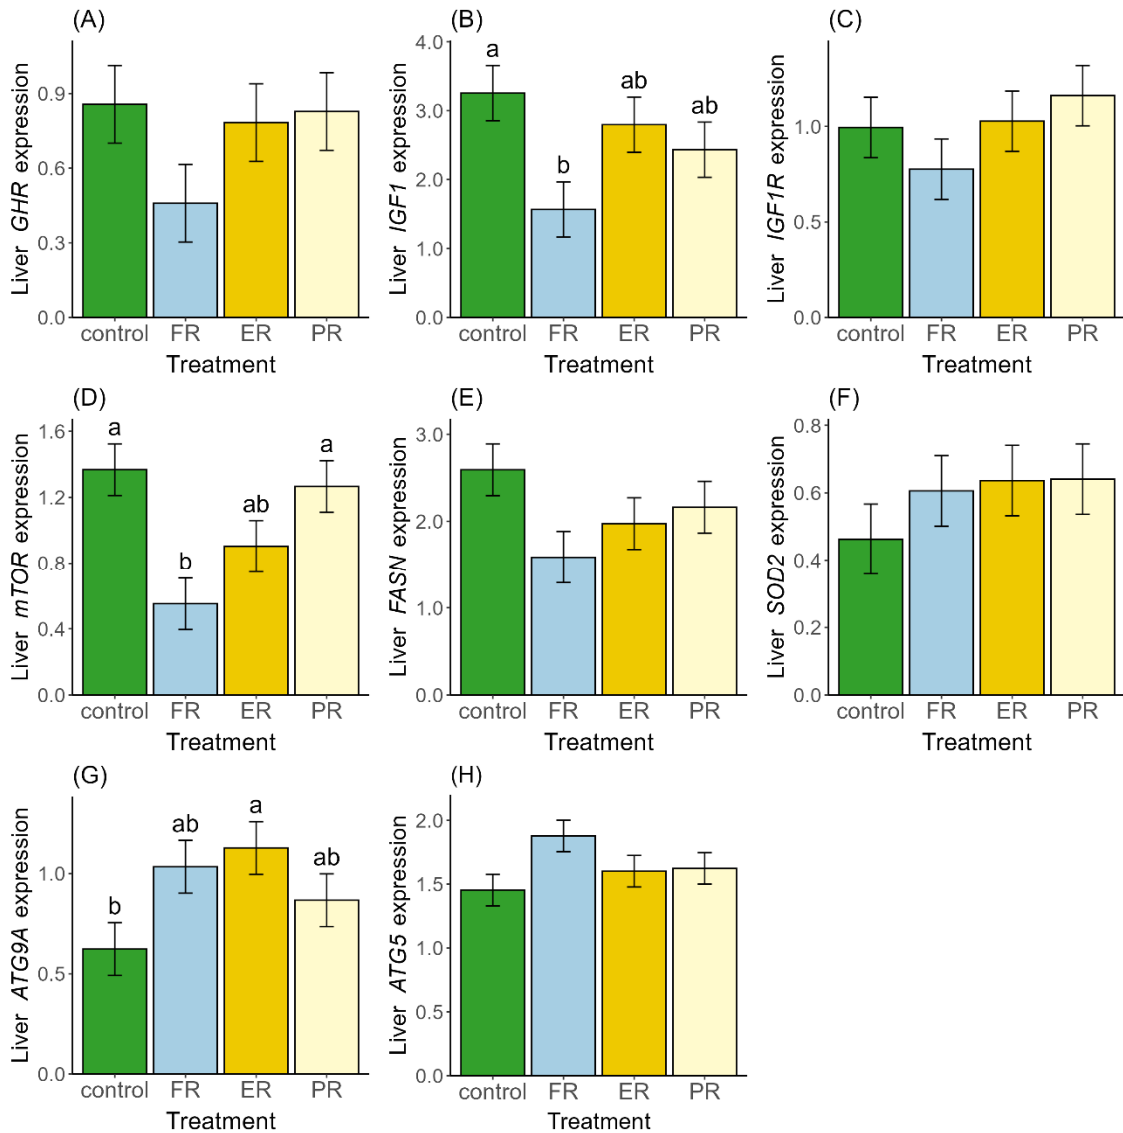 (A)
Liver GHR expression
0.9
0.6
0.3
0.0
control FR ER PR
Treatment
(B)
Liver IGF1 expression
4.0
3.0
2.0
1.0
0.0
a
b
ab
ab
control FR ER PR
Treatment
(C)
Liver IGF1R expression
1.0
0.5
0.0
control FR ER PR
Treatment
(D)
Liver mTOR expression
1.6
1.2
0.8
0.4
0.0
a
b
ab
a
control FR ER PR
Treatment
(E)
Liver FASN expression
3.0
2.0
1.0
0.0
control FR ER PR
Treatment
(F)
Liver SOD2 expression
0.8
0.6
0.4
0.2
0.0
control FR ER PR
Treatment
(G)
Liver ATG9A expression
1.0
0.5
0.0
b
ab
a
ab
control FR ER PR
Treatment
(H)
Liver ATG5 expression
2.0
1.5
1.0
0.5
0.0
control FR ER PR
Treatment